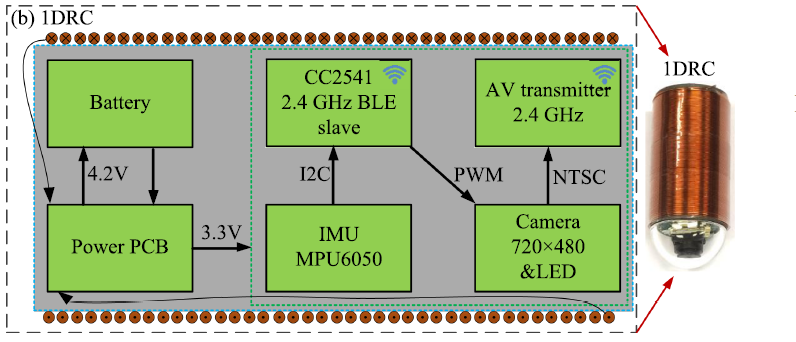 (b) 1DRC
1DRC
Battery
CC2541
2.4 GHz BLE
slave
AV transmitter
2.4 GHz
4.2V
I2C
PWM
NTSC
Power PCB
3.3V
IMU
MPU6050
Camera
720×480
&LED